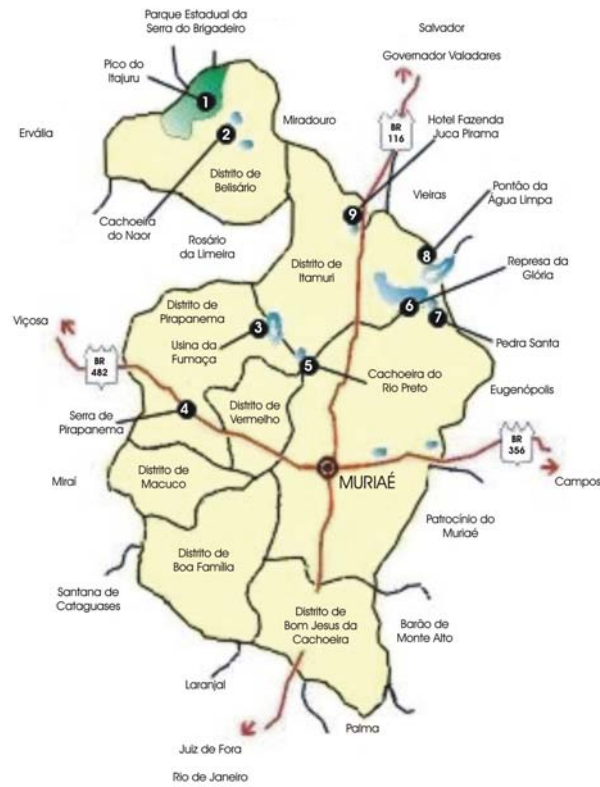 Parque Estadual da
Serra do Brigadeiro
Salvador
Governador Valadares
Pico do
Itajuru
1
Ervália
2
Miradouro
BR
116
Hotel Fazenda
Juca Pirama
Distrito de
Belisário
Cachoeira
do Naor
Vieiras
Pontão da
Água Limpa
9
Rosário
da Limeira
Distrito de
Itamuri
8
Represa da
Glória
Distrito de
Pirapanema
6
7
Viçosa
3
Usina da
Fumaça
Pedra Santa
BR
482
5
Cachoeira do
Rio Preto
Eugenópolis
Serra de
Pirapanema
4
Distrito de
Vermelho
BR
356
Miraí
Distrito de
Macuco
MURIAÉ
Campos
Patrocínio do
Muriaé
Distrito de
Boa Família
Santana de
Cataguases
Distrito de
Bom Jesus da
Cachoeira
Barão de
Monte Alto
Laranjal
Palma
Juiz de Fora
Rio de Janeiro